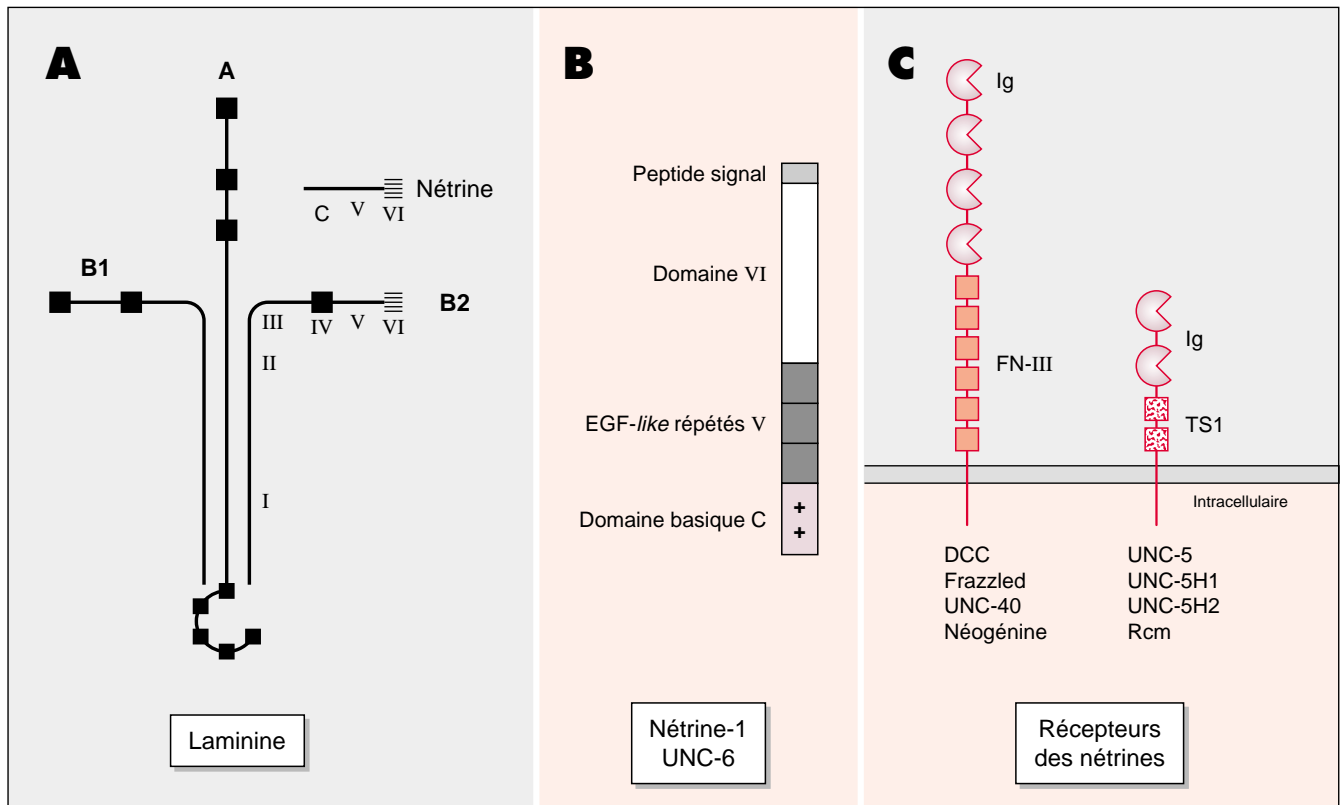 A
A
Nétrine
C V VI
B1
B2
III IV V VI
II
I
Laminine
B
Peptide signal
Domaine VI
EGF-like répétés V
Domaine basique C
+
+
Nétrine-1
UNC-6
C
Ig
FN-III
Ig
TS1
Intracellulaire
DCC
Frazzled
UNC-40
Néogénine
UNC-5
UNC-5H1
UNC-5H2
Rcm
Récepteurs
des nétrines